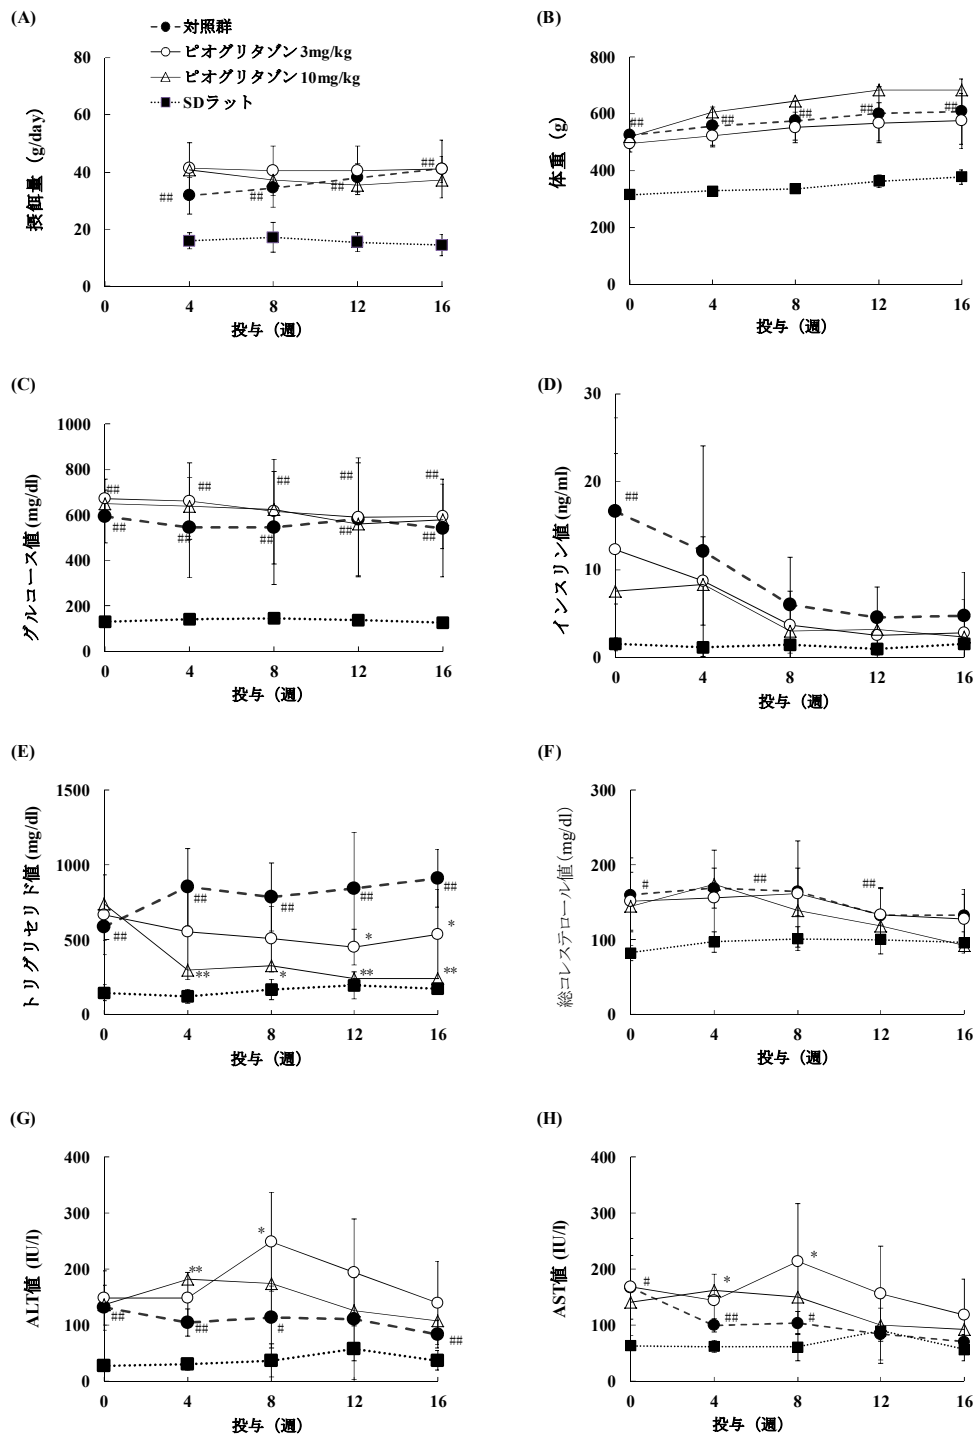 (A)
対照群
ピオグリタゾン 3mg/kg
ピオグリタゾン 10mg/kg
SDラット
摂餌量 (g/day)
80
60
40
20
0
## ## ## ##
0 4 8 12 16
投与 (週)
(B)
体重 (g)
800
600
400
200
0
## ## ## ## ##
0 4 8 12 16
投与 (週)
(C)
グルコース値 (mg/dl)
1000
800
600
400
200
0
## ## ## ## ##
## ## ## ## ##
0 4 8 12 16
投与 (週)
(D)
インスリン値 (ng/ml)
30
20
10
0
##
0 4 8 12 16
投与 (週)
(E)
トリグリセリド値 (mg/dl)
1500
1000
500
0
## ## ## ## ##
* *
** * ** **
0 4 8 12 16
投与 (週)
(F)
総コレステロール値 (mg/dl)
300
200
100
0
# ## ##
0 4 8 12 16
投与 (週)
(G)
ALT値 (IU/l)
400
300
200
100
0
** *
## ## # ##
0 4 8 12 16
投与 (週)
(H)
AST値 (IU/l)
400
300
200
100
0
* *
# ## #
0 4 8 12 16
投与 (週)